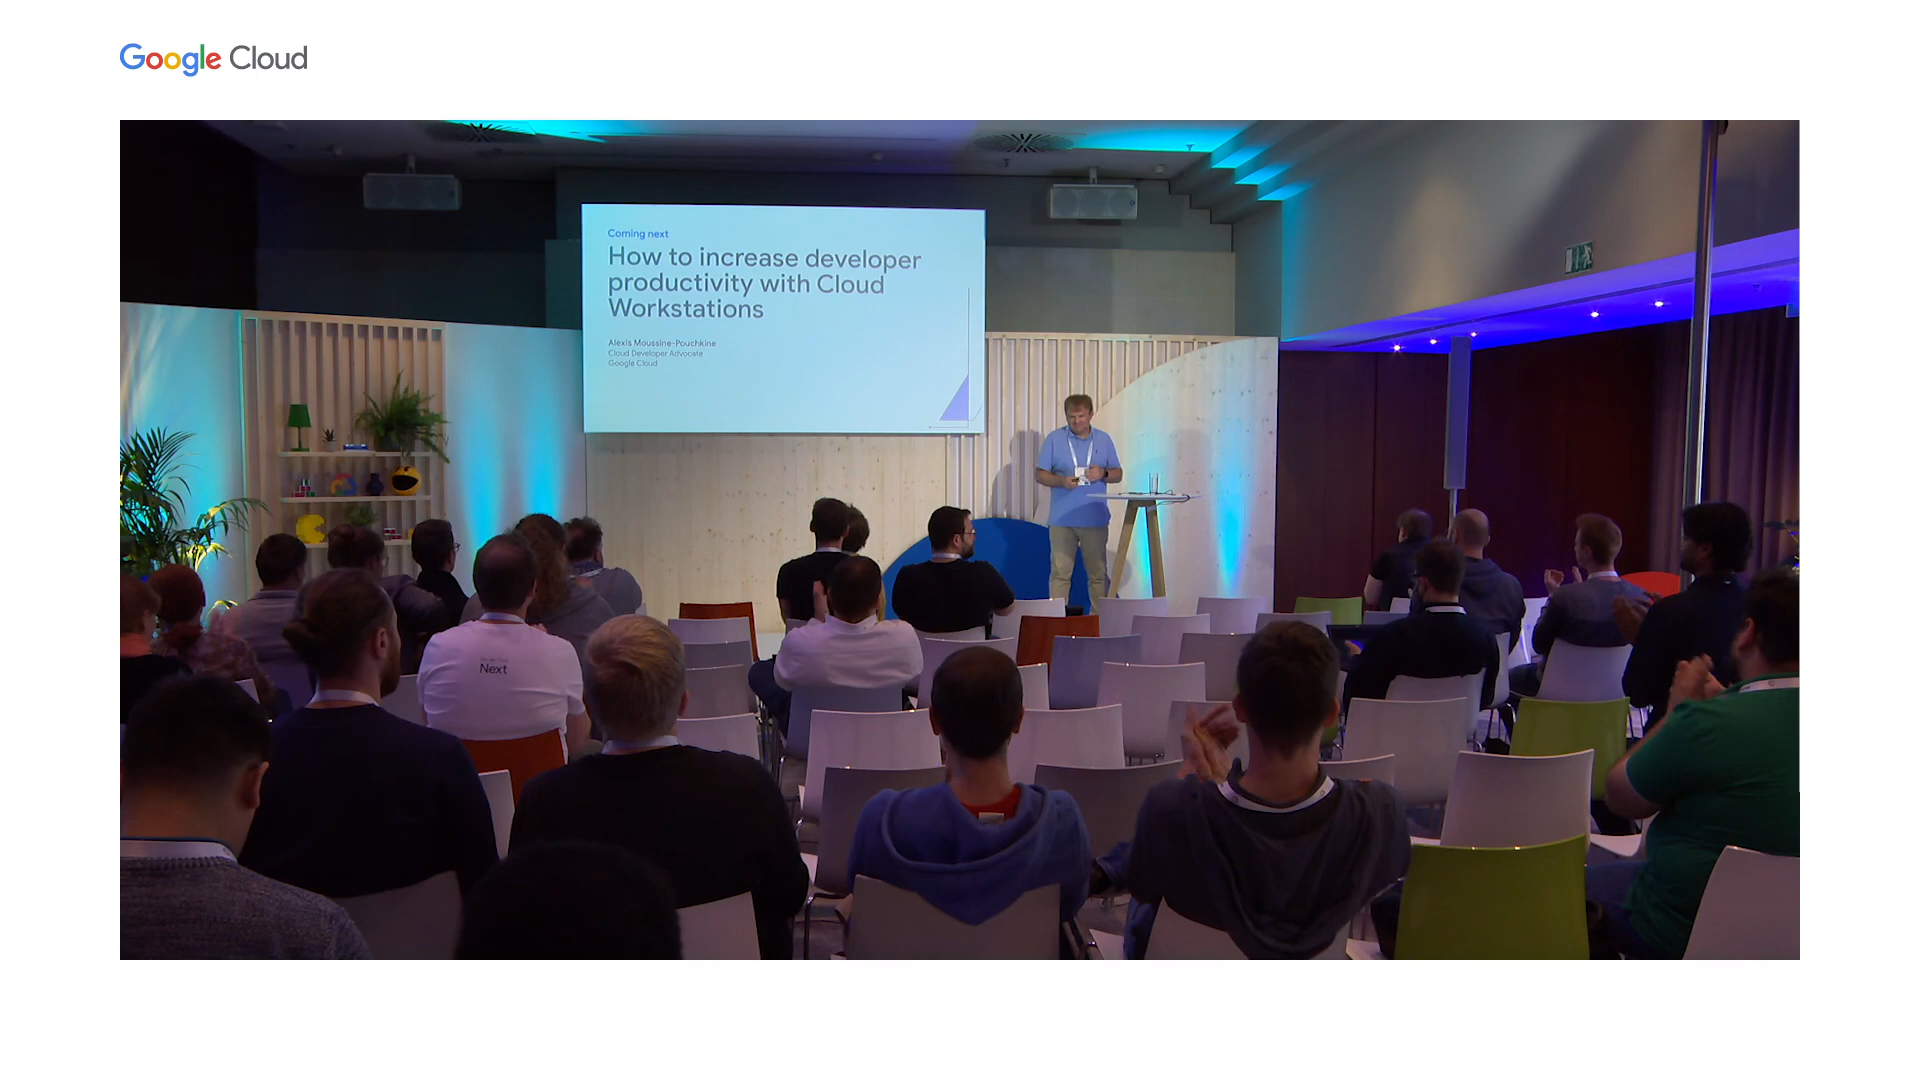 Google Cloud
Coming next
How to increase developer
productivity with Cloud
Workstations
Alexis Moussine-Pouchkine
Cloud Developer Advocate
Google Cloud
Next